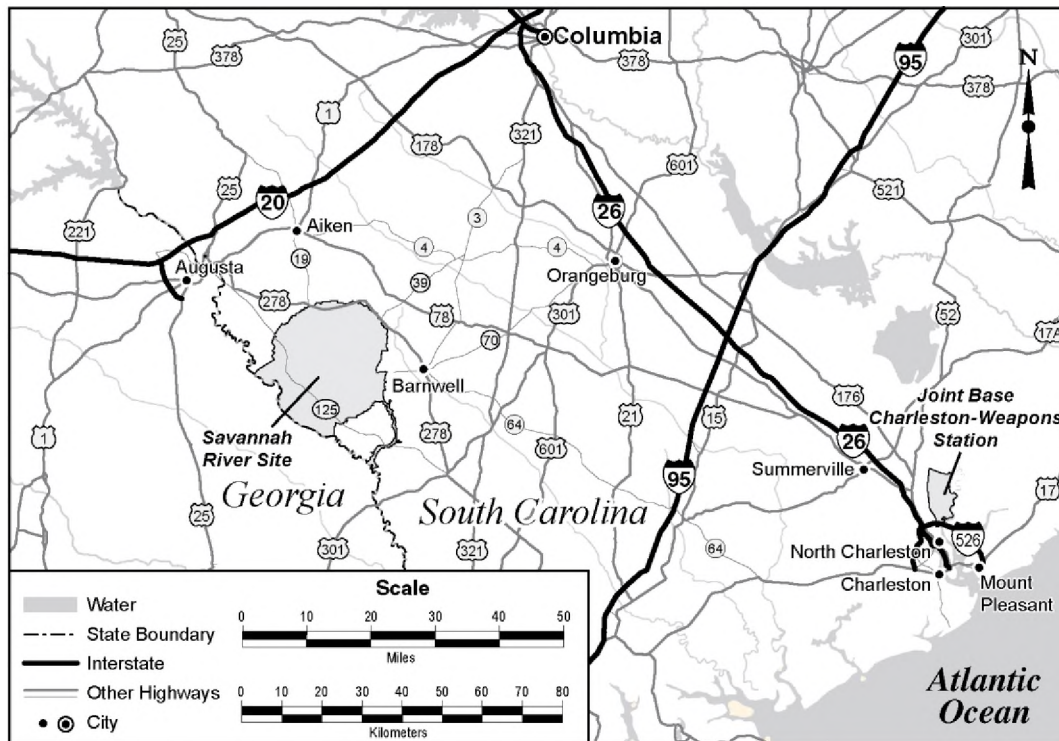 25
Columbia
95
301
378
378
378
N
1
321
178
601
25
521
20
26
3
221
Aiken
4
4
19
Augusta
Orangeburg
39
278
301
52
78
17A
70
Barnwell
125
176
Joint Base
Charleston-Weapons
Station
21
15
1
Savannah
River Site
278
64
601
26
Summerville
95
17
Georgia
South Carolina
25
301
321
64
526
North Charleston
Charleston
Mount
Pleasant
Water
State Boundary
Interstate
Other Highways
City
Scale
0 10 20 30 40 50
Miles
0 10 20 30 40 50 60 70 80
Kilometers
Atlantic
Ocean